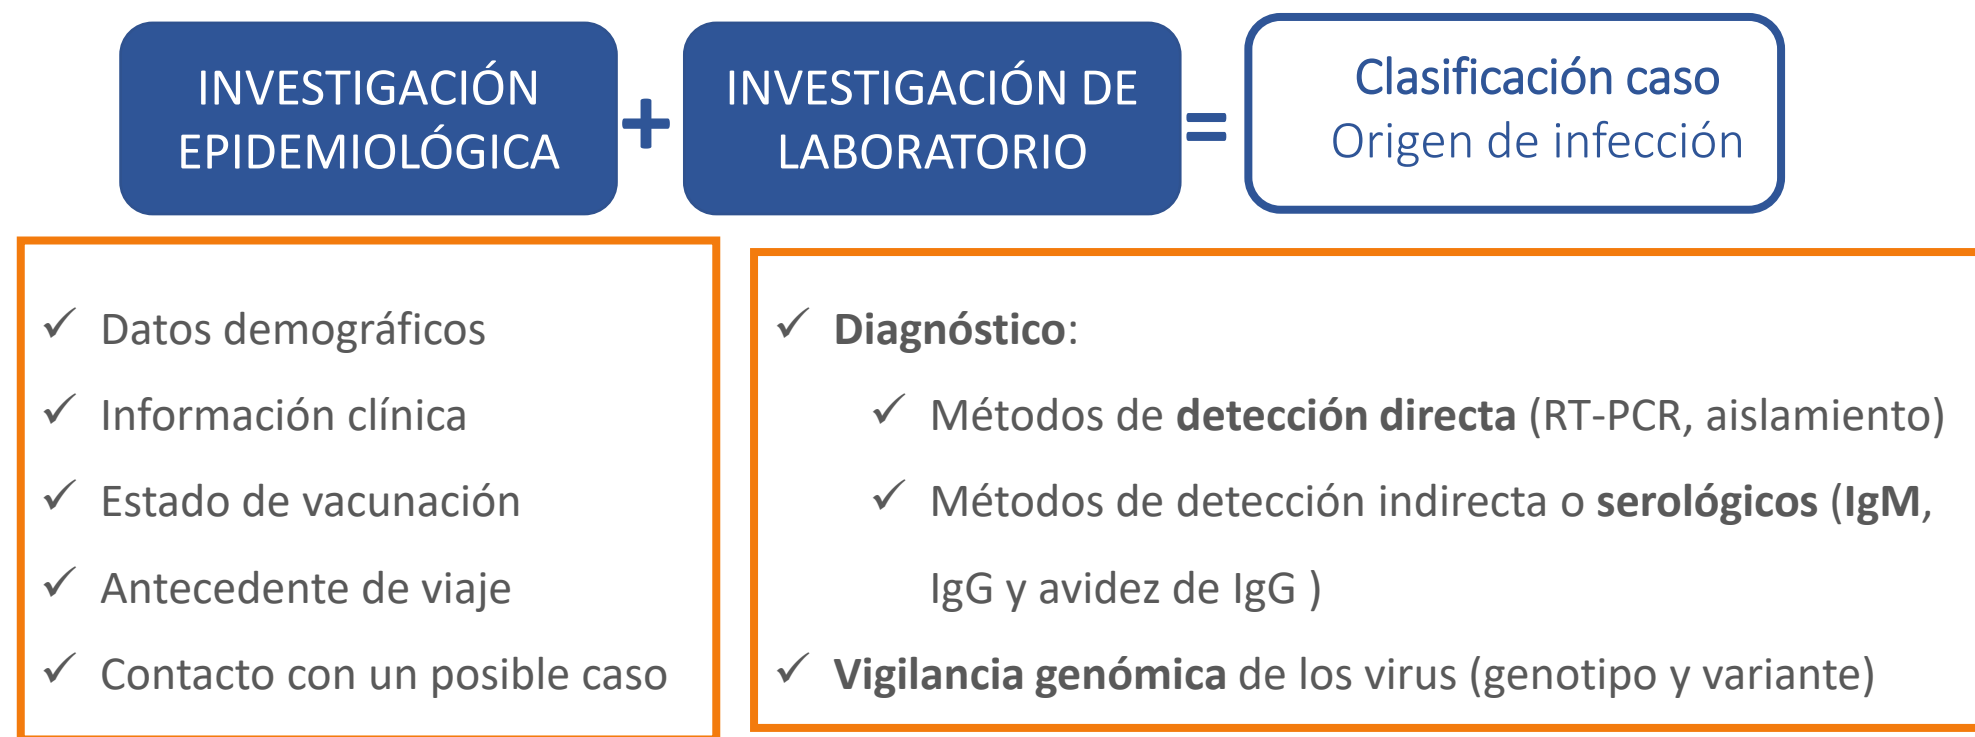 INVESTIGACIÓN
EPIDEMIOLÓGICA
+
INVESTIGACIÓN DE
LABORATORIO
=
Clasificación caso
Origen de infección
✓ Datos demográficos
✓ Información clínica
✓ Estado de vacunación
✓ Antecedente de viaje
✓ Contacto con un posible caso
✓ Diagnóstico:
✓ Métodos de detección directa (RT-PCR, aislamiento)
✓ Métodos de detección indirecta o serológicos (IgM,
IgG y avidez de IgG )
✓ Vigilancia genómica de los virus (genotipo y variante)